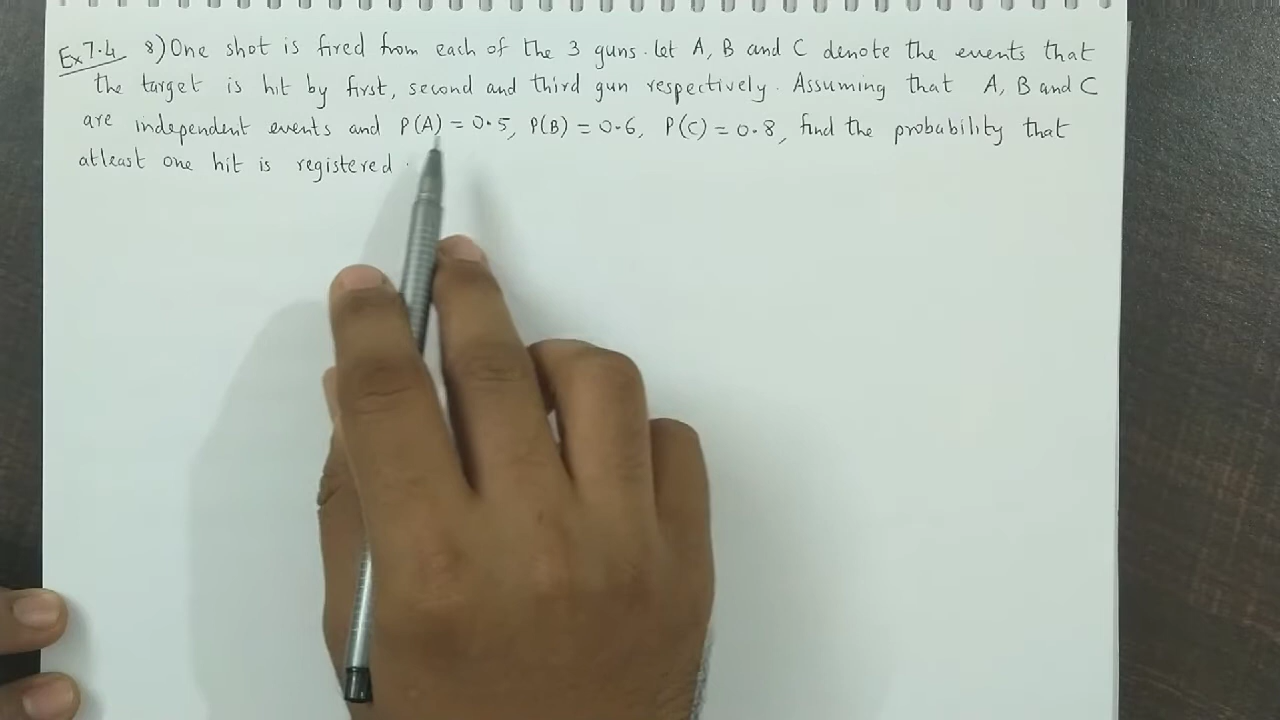 Ex 7.4 8) One shot is fired from each of the 3 guns. let A, B and C denote the events that
the target is hit by first, second and third gun respectively. Assuming that A, B and C
are independent events and P(A) = 0.5, P(B) = 0.6, P(C) = 0.8, find the probability that
atleast one hit is registered.